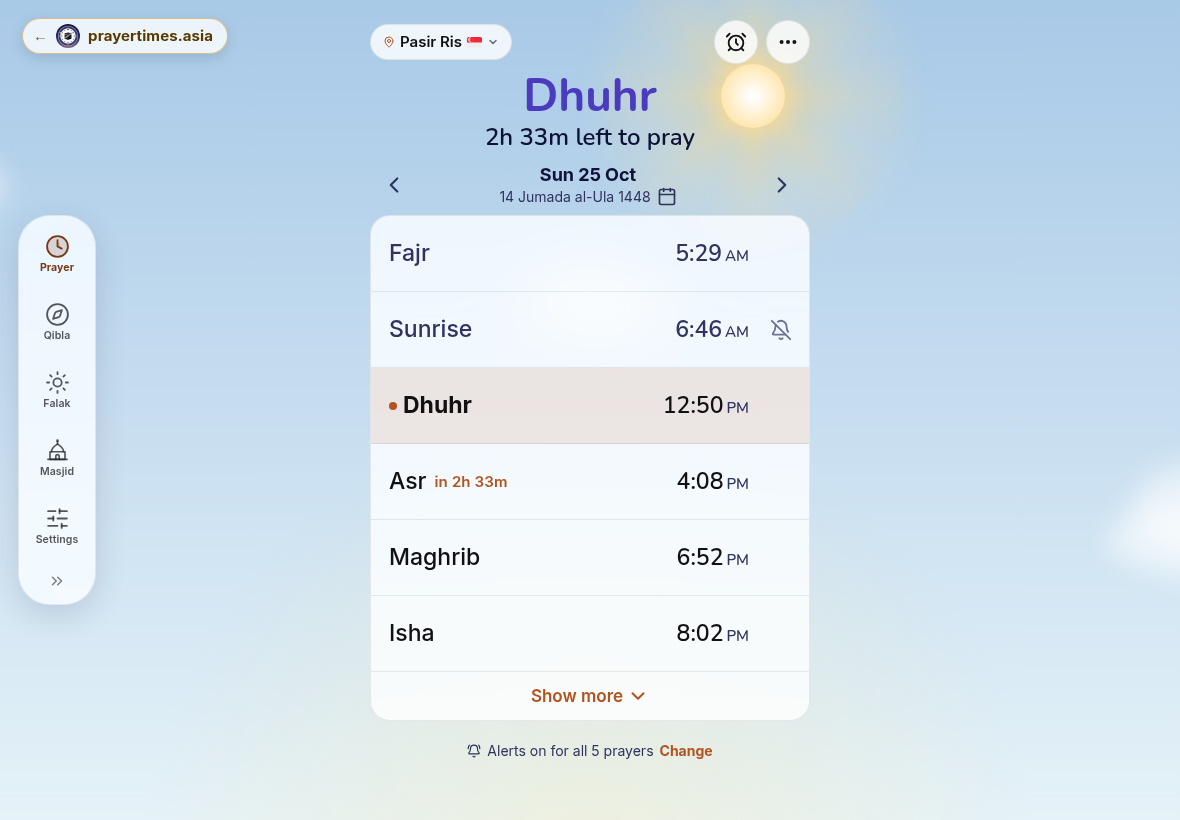 ← prayertimes.asia
Pasir Ris
Dhuhr
2h 33m left to pray
Sun 25 Oct
14 Jumada al-Ula 1448
Prayer
Qibla
Falak
Masjid
Settings
Fajr 5:29 AM
Sunrise 6:46 AM
Dhuhr 12:50 PM
Asr in 2h 33m 4:08 PM
Maghrib 6:52 PM
Isha 8:02 PM
Show more
Alerts on for all 5 prayers Change